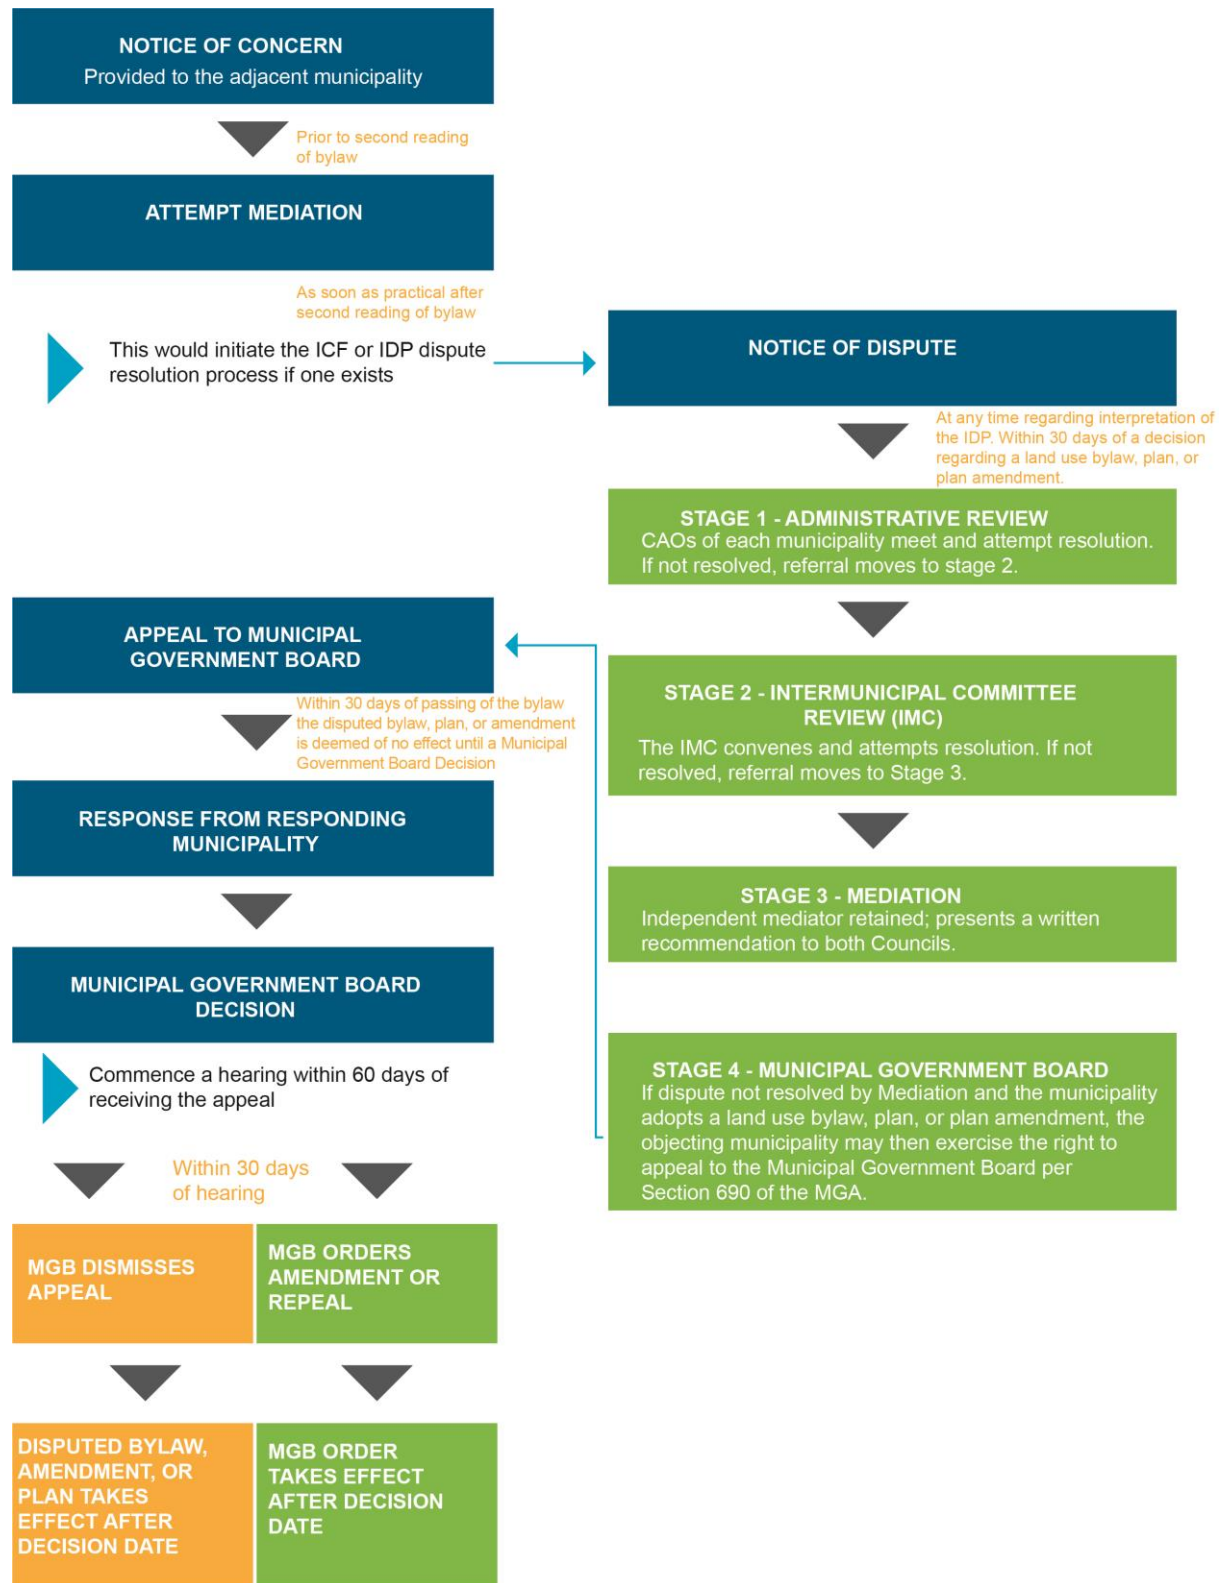 NOTICE OF CONCERN
Provided to the adjacent municipality
Prior to second reading
of bylaw
ATTEMPT MEDIATION
As soon as practical after
second reading of bylaw
This would initiate the ICF or IDP dispute
resolution process if one exists
NOTICE OF DISPUTE
At any time regarding interpretation of
the IDP. Within 30 days of a decision
regarding a land use bylaw, plan, or
plan amendment.
STAGE 1 - ADMINISTRATIVE REVIEW
CAOs of each municipality meet and attempt resolution.
If not resolved, referral moves to stage 2.
STAGE 2 - INTERMUNICIPAL COMMITTEE
REVIEW (IMC)
The IMC convenes and attempts resolution. If not
resolved, referral moves to Stage 3.
STAGE 3 - MEDIATION
Independent mediator retained; presents a written
recommendation to both Councils.
STAGE 4 - MUNICIPAL GOVERNMENT BOARD
If dispute not resolved by Mediation and the municipality
adopts a land use bylaw, plan, or plan amendment, the
objecting municipality may then exercise the right to
appeal to the Municipal Government Board per
Section 690 of the MGA.
APPEAL TO MUNICIPAL
GOVERNMENT BOARD
Within 30 days of passing of the bylaw
the disputed bylaw, plan, or amendment
is deemed of no effect until a Municipal
Government Board Decision
RESPONSE FROM RESPONDING
MUNICIPALITY
MUNICIPAL GOVERNMENT BOARD
DECISION
Commence a hearing within 60 days of
receiving the appeal
Within 30 days
of hearing
MGB DISMISSES
APPEAL
MGB ORDERS
AMENDMENT OR
REPEAL
DISPUTED BYLAW,
AMENDMENT, OR
PLAN TAKES
EFFECT AFTER
DECISION DATE
MGB ORDER
TAKES EFFECT
AFTER DECISION
DATE